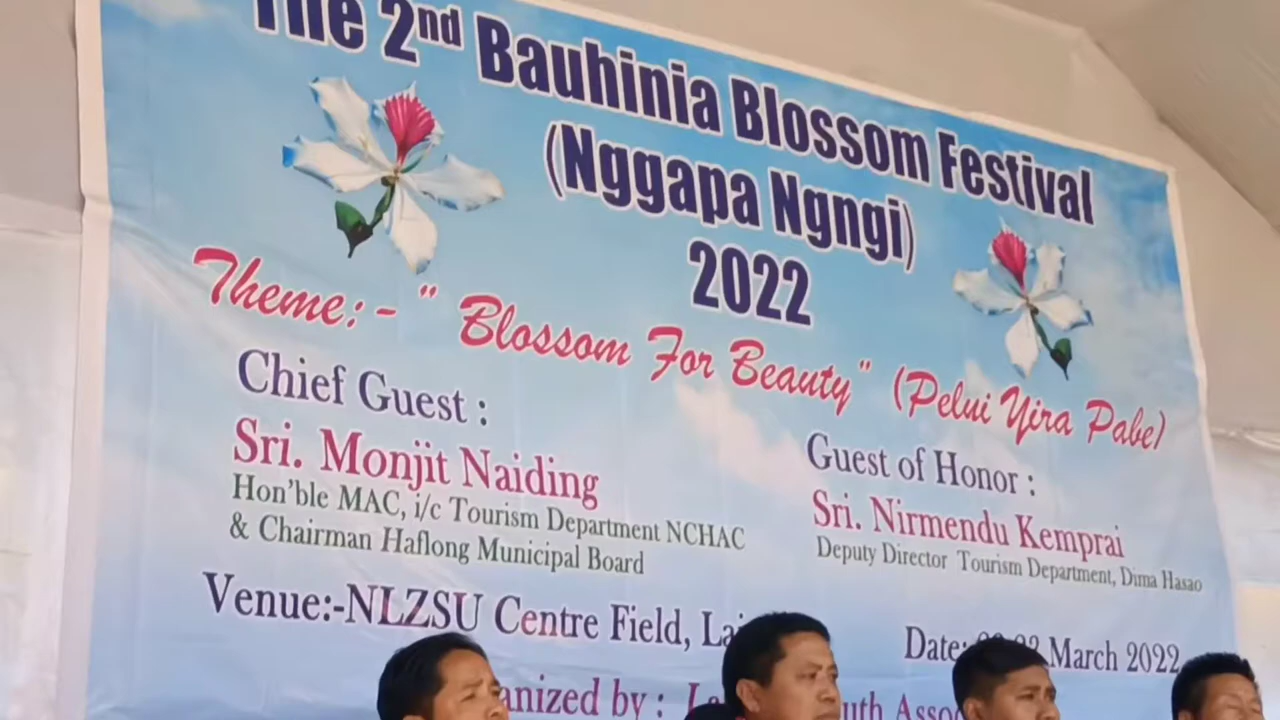 The 2nd Bauhinia Blossom Festival
(Nggapa Ngngi)
2022
Theme:- " Blossom For Beauty" (Pelui Yira Pabe)
Chief Guest :
Sri. Monjit Naiding
Hon'ble MAC, i/c Tourism Department NCHAC
& Chairman Haflong Municipal Board
Guest of Honor :
Sri. Nirmendu Kemprai
Deputy Director Tourism Department, Dima Hasao
Venue:-NLZSU Centre Field,
Date: March 2022
by :